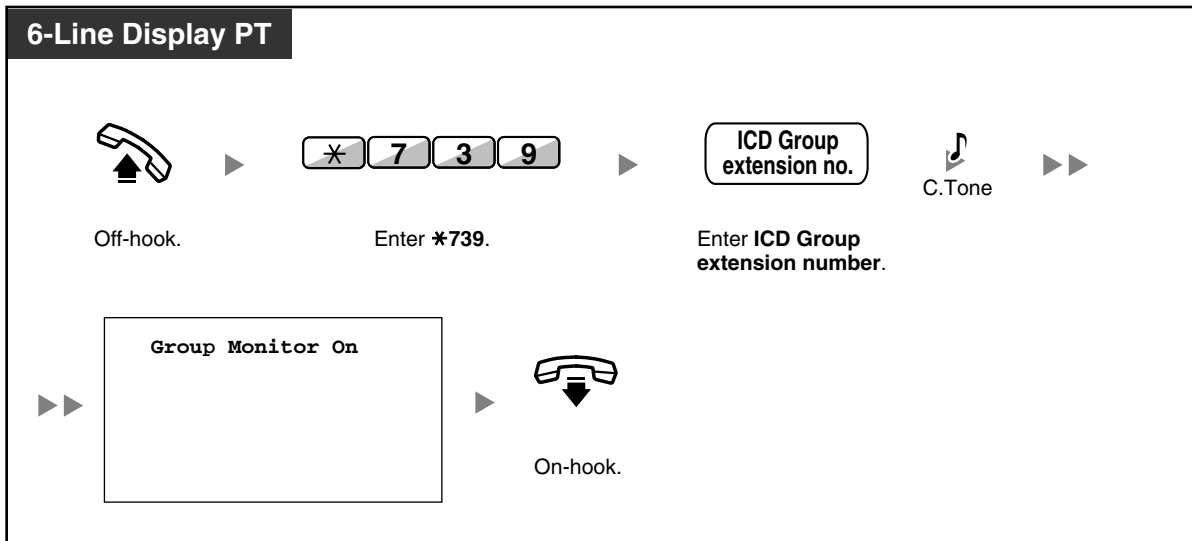 6-Line Display PT
✳ 7 3 9
ICD Group
extension no.
C.Tone
Off-hook.
Enter ✳739.
Enter ICD Group
extension number.
Group Monitor On
On-hook.